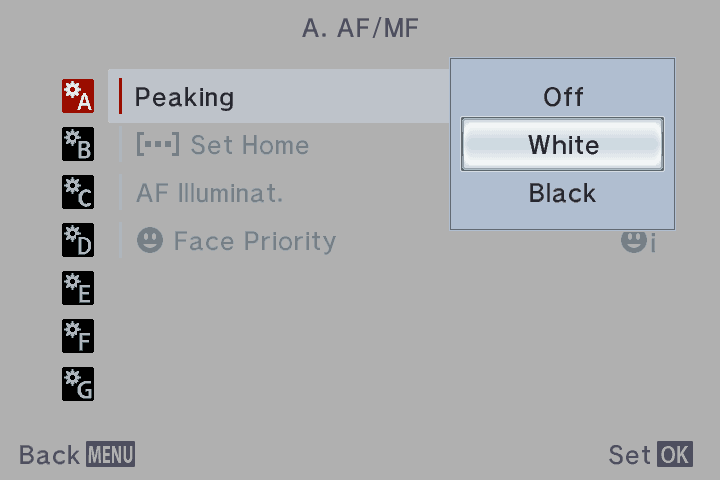 A. AF/MF
A
Peaking
Off
B
[···] Set Home
White
C
AF Illuminat.
Black
D
Face Priority
i
E
F
G
Back MENU
Set OK